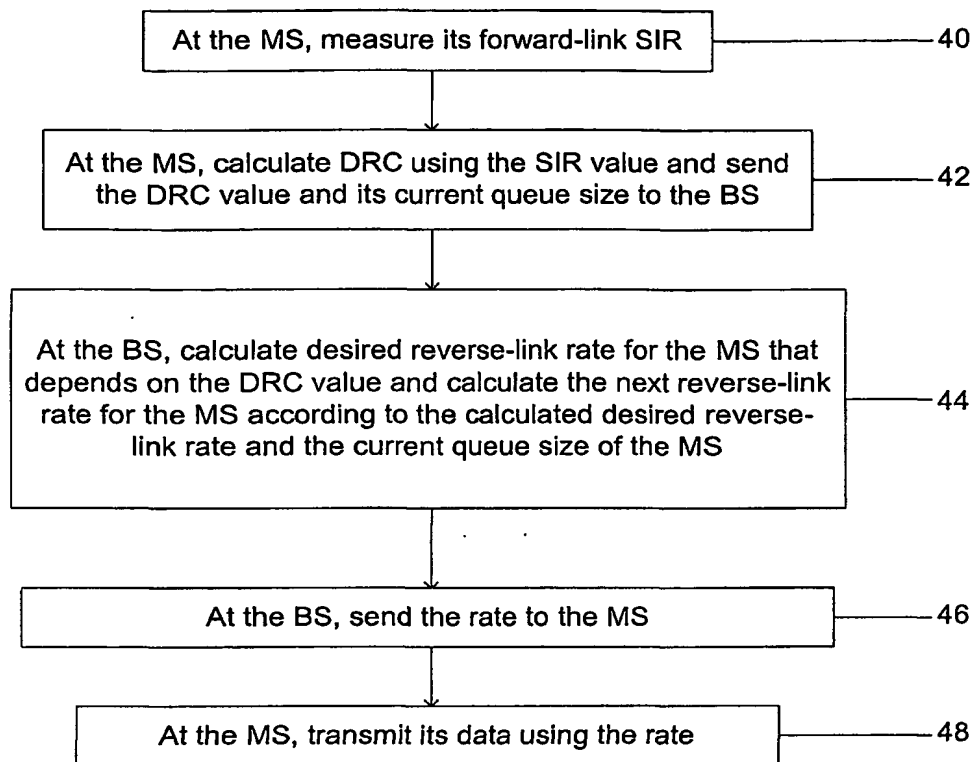 At the MS, measure its forward-link SIR
40
At the MS, calculate DRC using the SIR value and send
the DRC value and its current queue size to the BS
42
At the BS, calculate desired reverse-link rate for the MS that
depends on the DRC value and calculate the next reverse-link
rate for the MS according to the calculated desired reverse-
link rate and the current queue size of the MS
44
At the BS, send the rate to the MS
46
At the MS, transmit its data using the rate
48